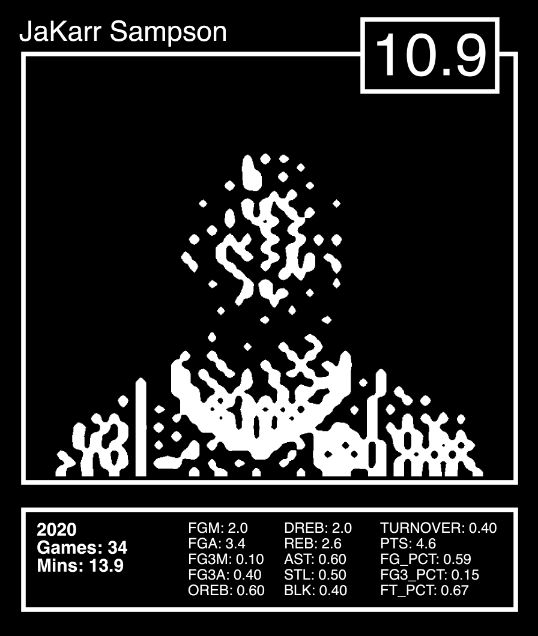 JaKarr Sampson
10.9
2020
Games: 34
Mins: 13.9
FGM: 2.0
FGA: 3.4
FG3M: 0.10
FG3A: 0.40
OREB: 0.60
DREB: 2.0
REB: 2.6
AST: 0.60
STL: 0.50
BLK: 0.40
TURNOVER: 0.40
PTS: 4.6
FG_PCT: 0.59
FG3_PCT: 0.15
FT_PCT: 0.67